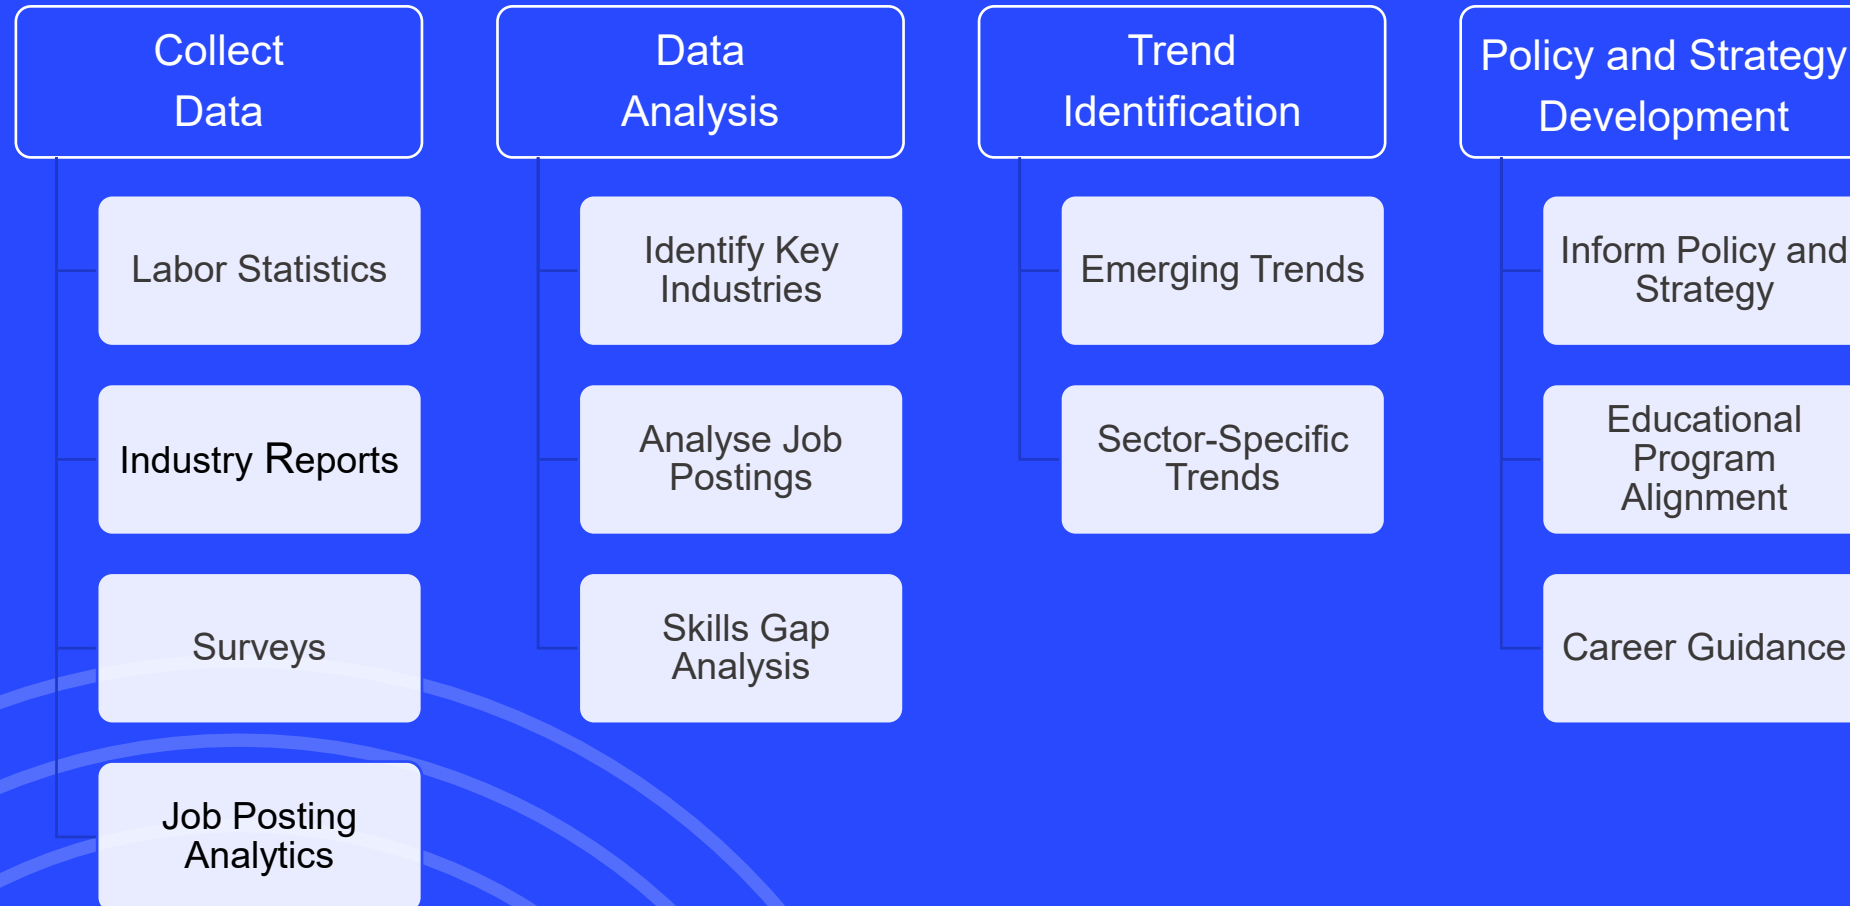 Collect
Data
Labor Statistics
Industry Reports
Surveys
Job Posting
Analytics
Data
Analysis
Identify Key
Industries
Analyse Job
Postings
Skills Gap
Analysis
Trend
Identification
Emerging Trends
Sector-Specific
Trends
Policy and Strategy
Development
Inform Policy and
Strategy
Educational
Program
Alignment
Career Guidance